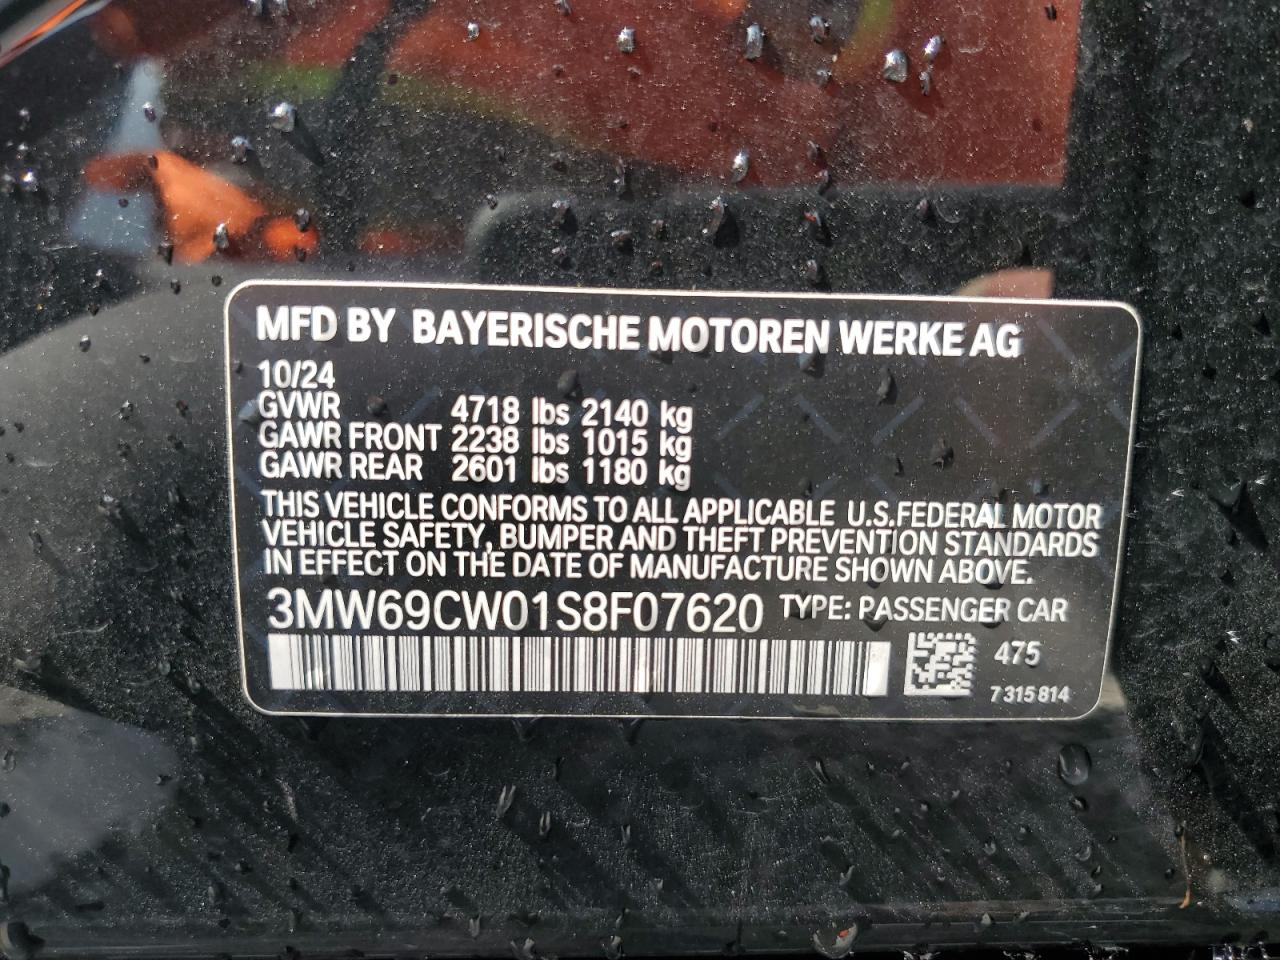 MFD BY BAYERISCHE MOTOREN WERKE AG
10/24
GVWR 4718 lbs 2140 kg
GAWR FRONT 2238 lbs 1015 kg
GAWR REAR 2601 lbs 1180 kg
THIS VEHICLE CONFORMS TO ALL APPLICABLE U.S.FEDERAL MOTOR
VEHICLE SAFETY, BUMPER AND THEFT PREVENTION STANDARDS
IN EFFECT ON THE DATE OF MANUFACTURE SHOWN ABOVE.
3MW69CW01S8F07620 TYPE: PASSENGER CAR
475
7 315 814